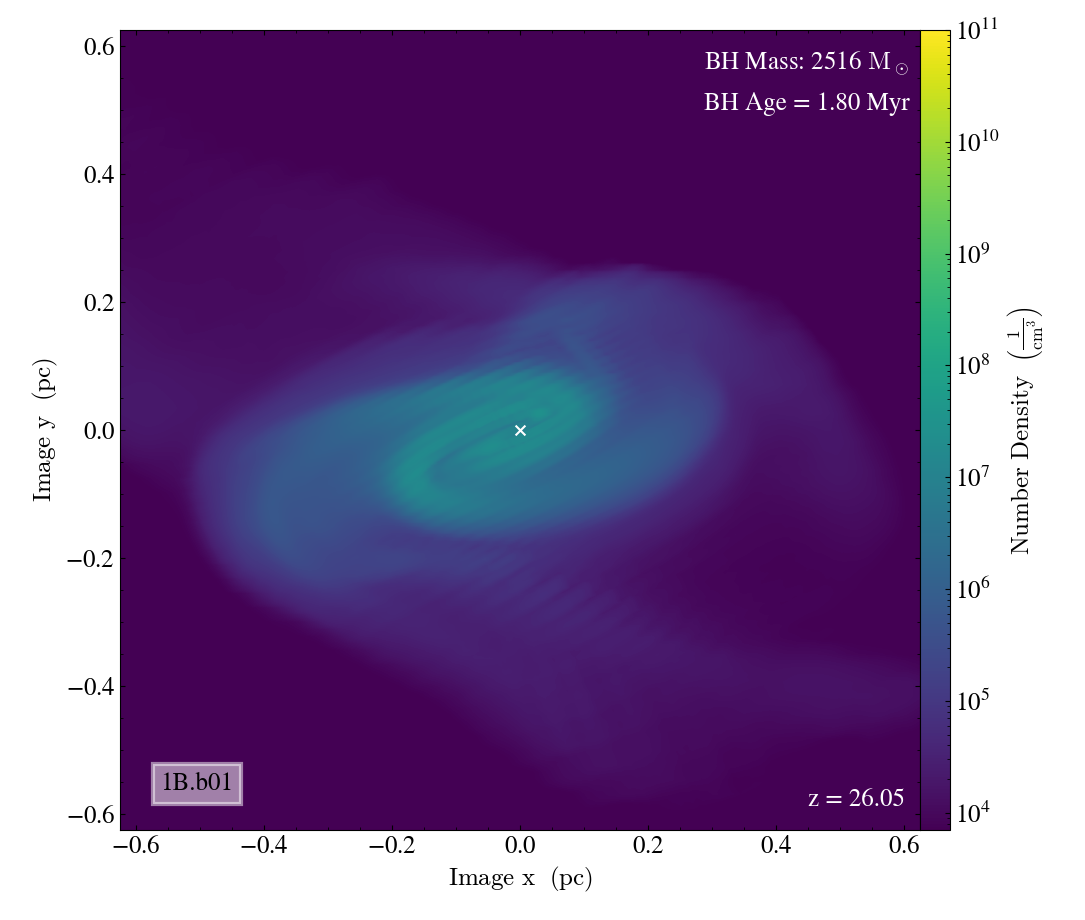 BH Mass: 2516 M☉
BH Age = 1.80 Myr
0.6
0.4
0.2
0.0
−0.2
−0.4
−0.6
Image y (pc)
1B.b01
z = 26.05
−0.6 −0.4 −0.2 0.0 0.2 0.4 0.6
Image x (pc)
10¹¹
10¹⁰
10⁹
10⁸
10⁷
10⁶
10⁵
10⁴
Number Density (1/cm³)